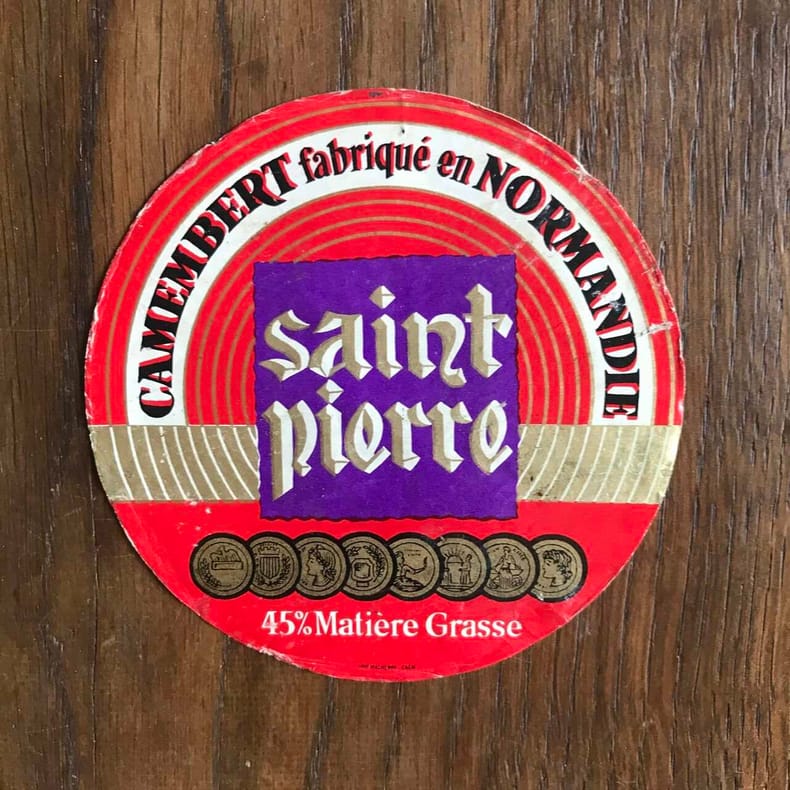 CAMEMBERT fabriqué en NORMANDIE
saint
pierre
45% Matière Grasse